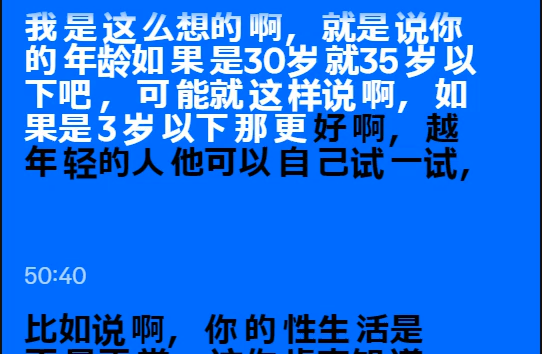 我是这么想的啊，就是说你
的年龄如果是30岁就35岁以
下吧，可能就这样说啊，如
果是3岁以下那更好啊，越
年轻的人他可以自己试一试，
50:40
比如说啊，你的性生活是